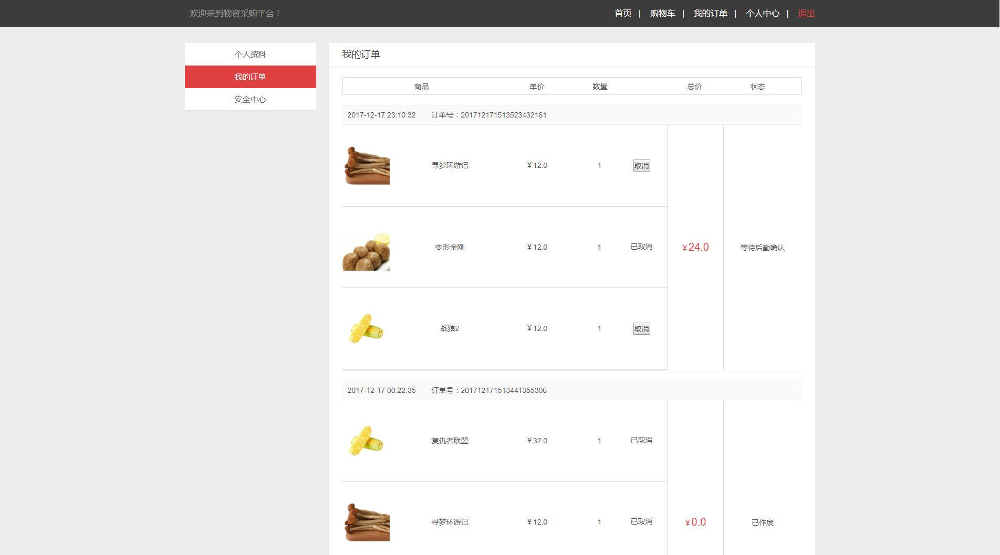 欢迎来到物资采购平台！
首页 | 购物车 | 我的订单 | 个人中心 | 退出
个人资料
我的订单
安全中心
我的订单
商品 单价 数量 总价 状态
2017-12-17 23:10:32 订单号：201712171513523432161
寻梦环游记 ¥ 12.0 1 取消
变形金刚 ¥ 12.0 1 已取消 ¥ 24.0 等待后勤确认
战狼2 ¥ 12.0 1 取消
2017-12-17 00:22:35 订单号：201712171513441355306
复仇者联盟 ¥ 32.0 1 已取消
寻梦环游记 ¥ 12.0 1 已取消 ¥ 0.0 已作废